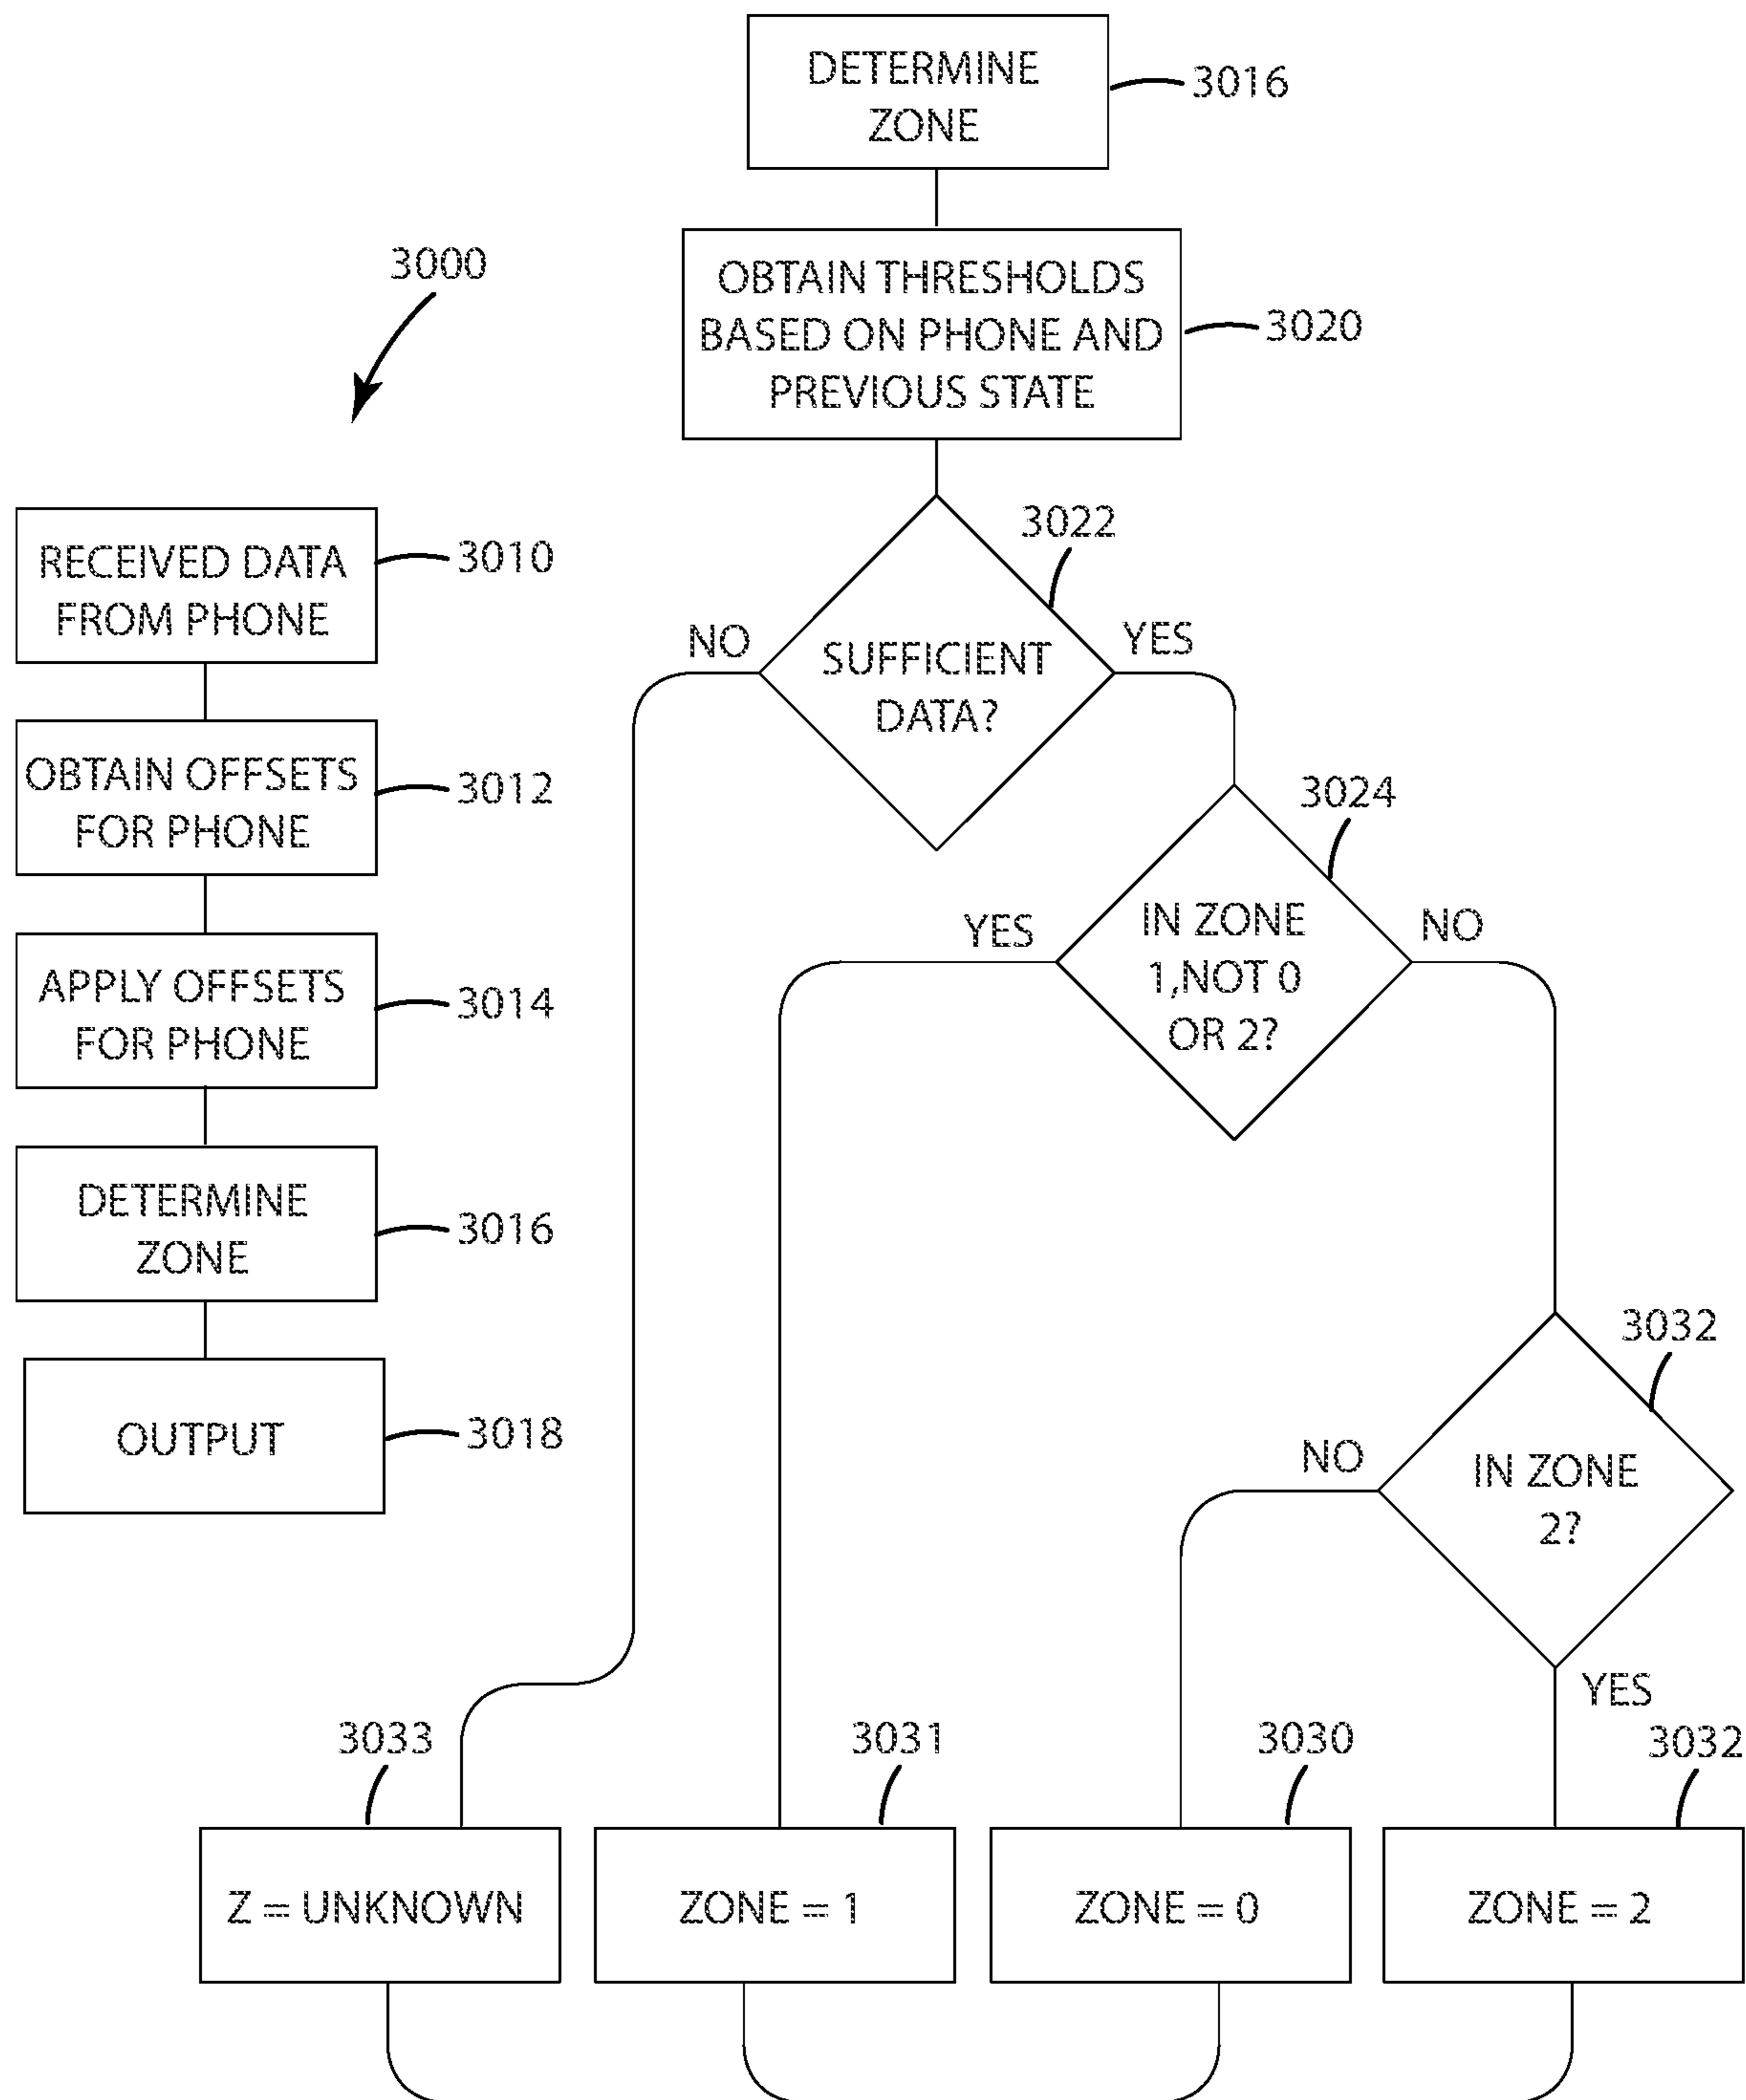 DETERMINE
ZONE
3016
3000
OBTAIN THRESHOLDS
BASED ON PHONE AND
PREVIOUS STATE
3020
RECEIVED DATA
FROM PHONE
3010
OBTAIN OFFSETS
FOR PHONE
3012
APPLY OFFSETS
FOR PHONE
3014
DETERMINE
ZONE
3016
OUTPUT
3018
3022
NO
SUFFICIENT
DATA?
YES
3024
YES
IN ZONE
1,NOT 0
OR 2?
NO
3032
NO
IN ZONE
2?
YES
3033
Z = UNKNOWN
3031
ZONE = 1
3030
ZONE = 0
3032
ZONE = 2